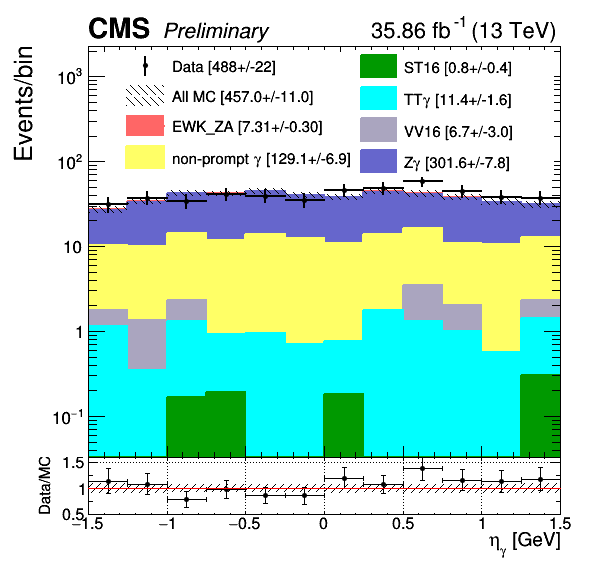 CMS Preliminary 35.86 fb⁻¹ (13 TeV)
Events/bin
Data [488+/-22]
All MC [457.0+/-11.0]
EWK_ZA [7.31+/-0.30]
non-prompt γ [129.1+/-6.9]
ST16 [0.8+/-0.4]
TTγ [11.4+/-1.6]
VV16 [6.7+/-3.0]
Zγ [301.6+/-7.8]
10³
10²
10
1
10⁻¹
Data/MC
1.5
1
0.5
−1.5 −1 −0.5 0 0.5 1 1.5
ηγ [GeV]